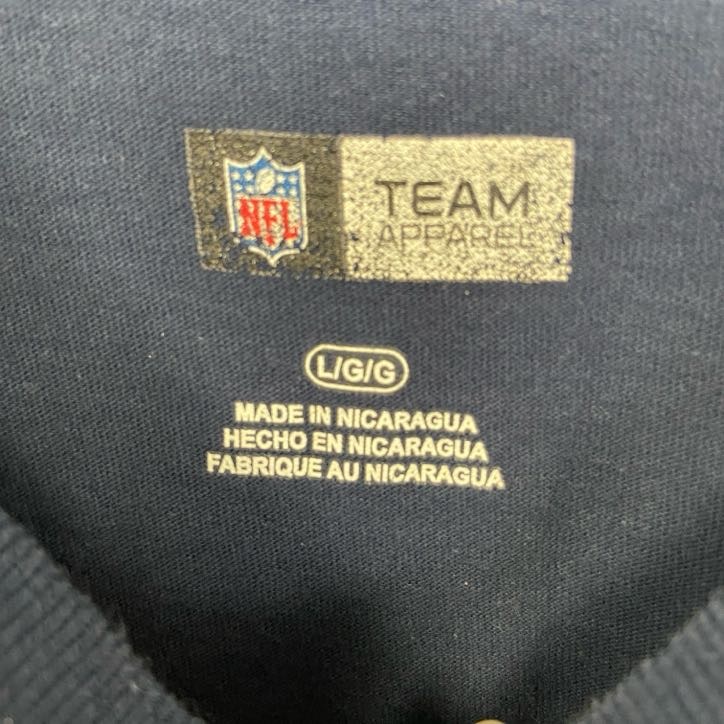 NFL
TEAM
APPAREL
L/G/G
MADE IN NICARAGUA
HECHO EN NICARAGUA
FABRIQUE AU NICARAGUA